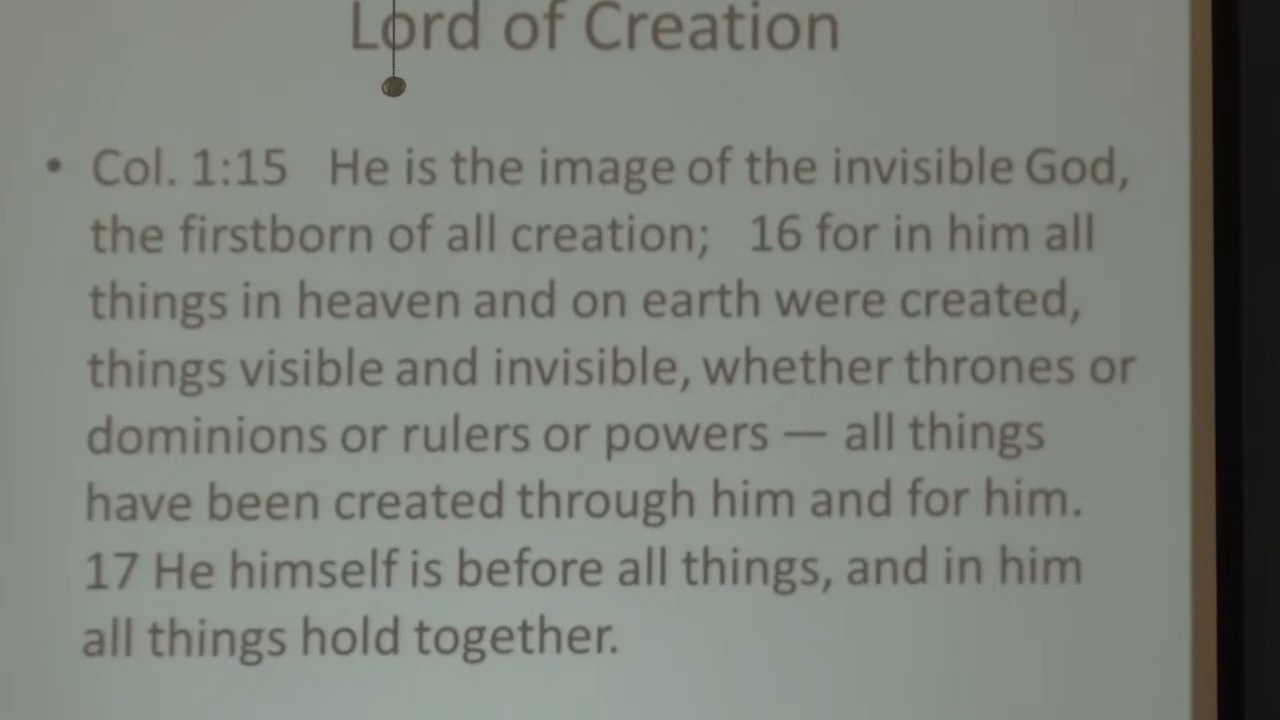 Lord of Creation
• Col. 1:15 He is the image of the invisible God,
the firstborn of all creation; 16 for in him all
things in heaven and on earth were created,
things visible and invisible, whether thrones or
dominions or rulers or powers — all things
have been created through him and for him.
17 He himself is before all things, and in him
all things hold together.